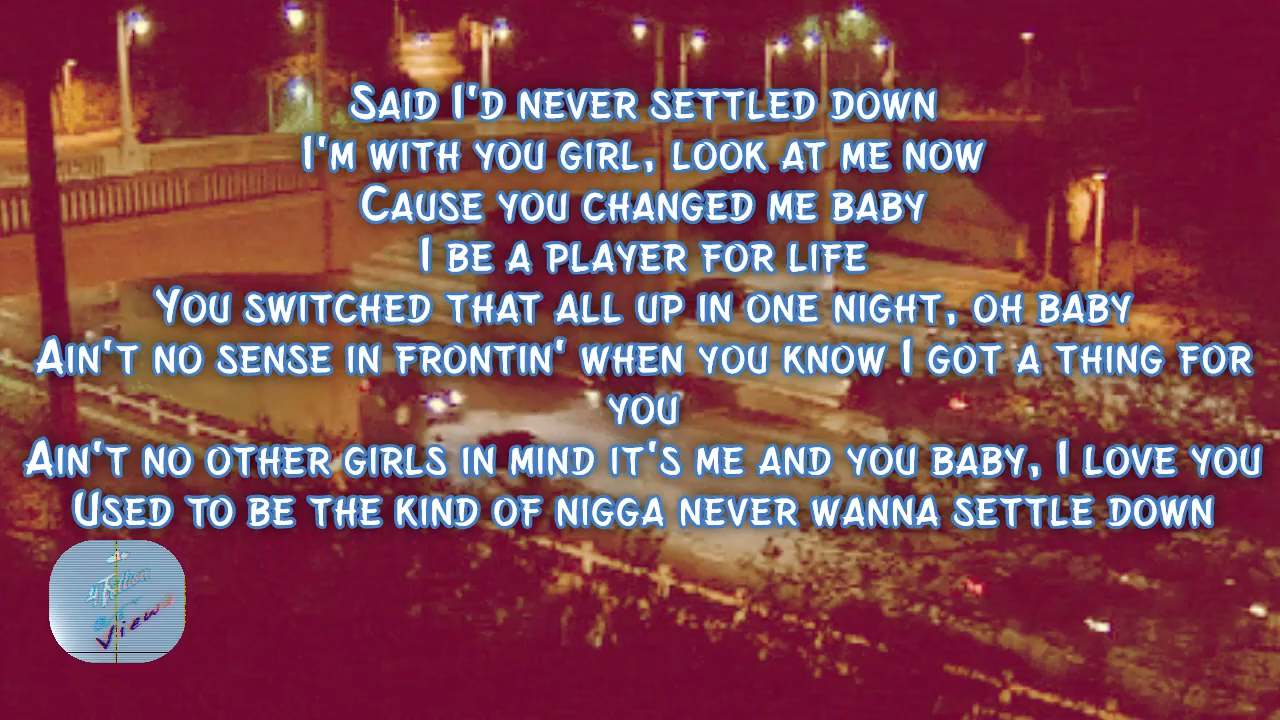 Said I'd never settled down
I'm with you girl, look at me now
Cause you changed me baby
I be a player for life
You switched that all up in one night, oh baby
Ain't no sense in frontin' when you know I got a thing for
you
Ain't no other girls in mind it's me and you baby, I love you
Used to be the kind of nigga never wanna settle down
Views